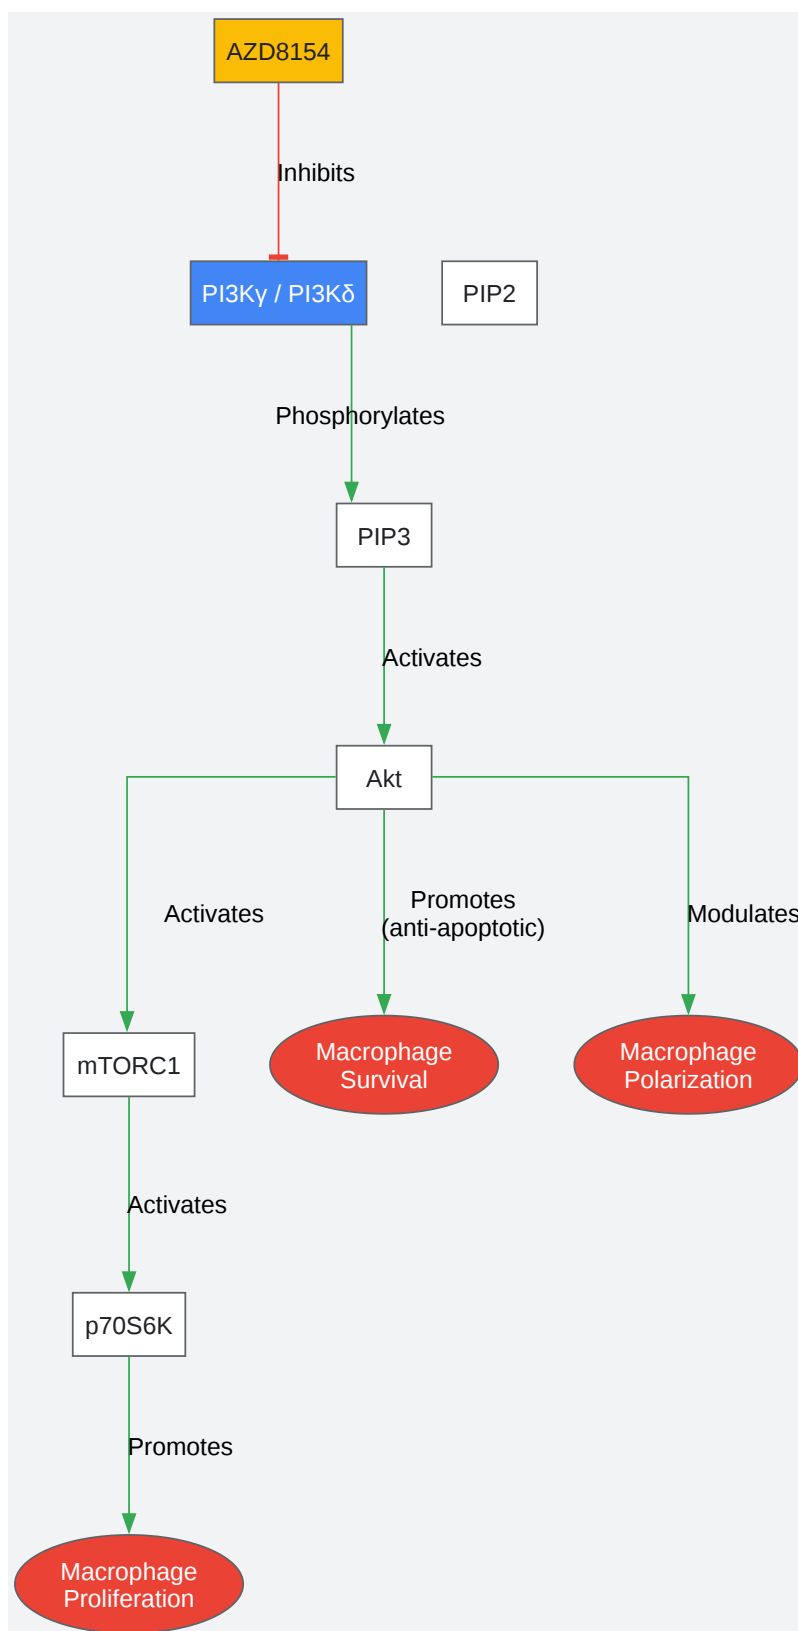 AZD8154
Inhibits
PI3Kγ / PI3Kδ
PIP2
Phosphorylates
PIP3
Activates
Akt
Activates
Promotes
(anti-apoptotic)
Modulates
mTORC1
Macrophage
Survival
Macrophage
Polarization
Activates
p70S6K
Promotes
Macrophage
Proliferation